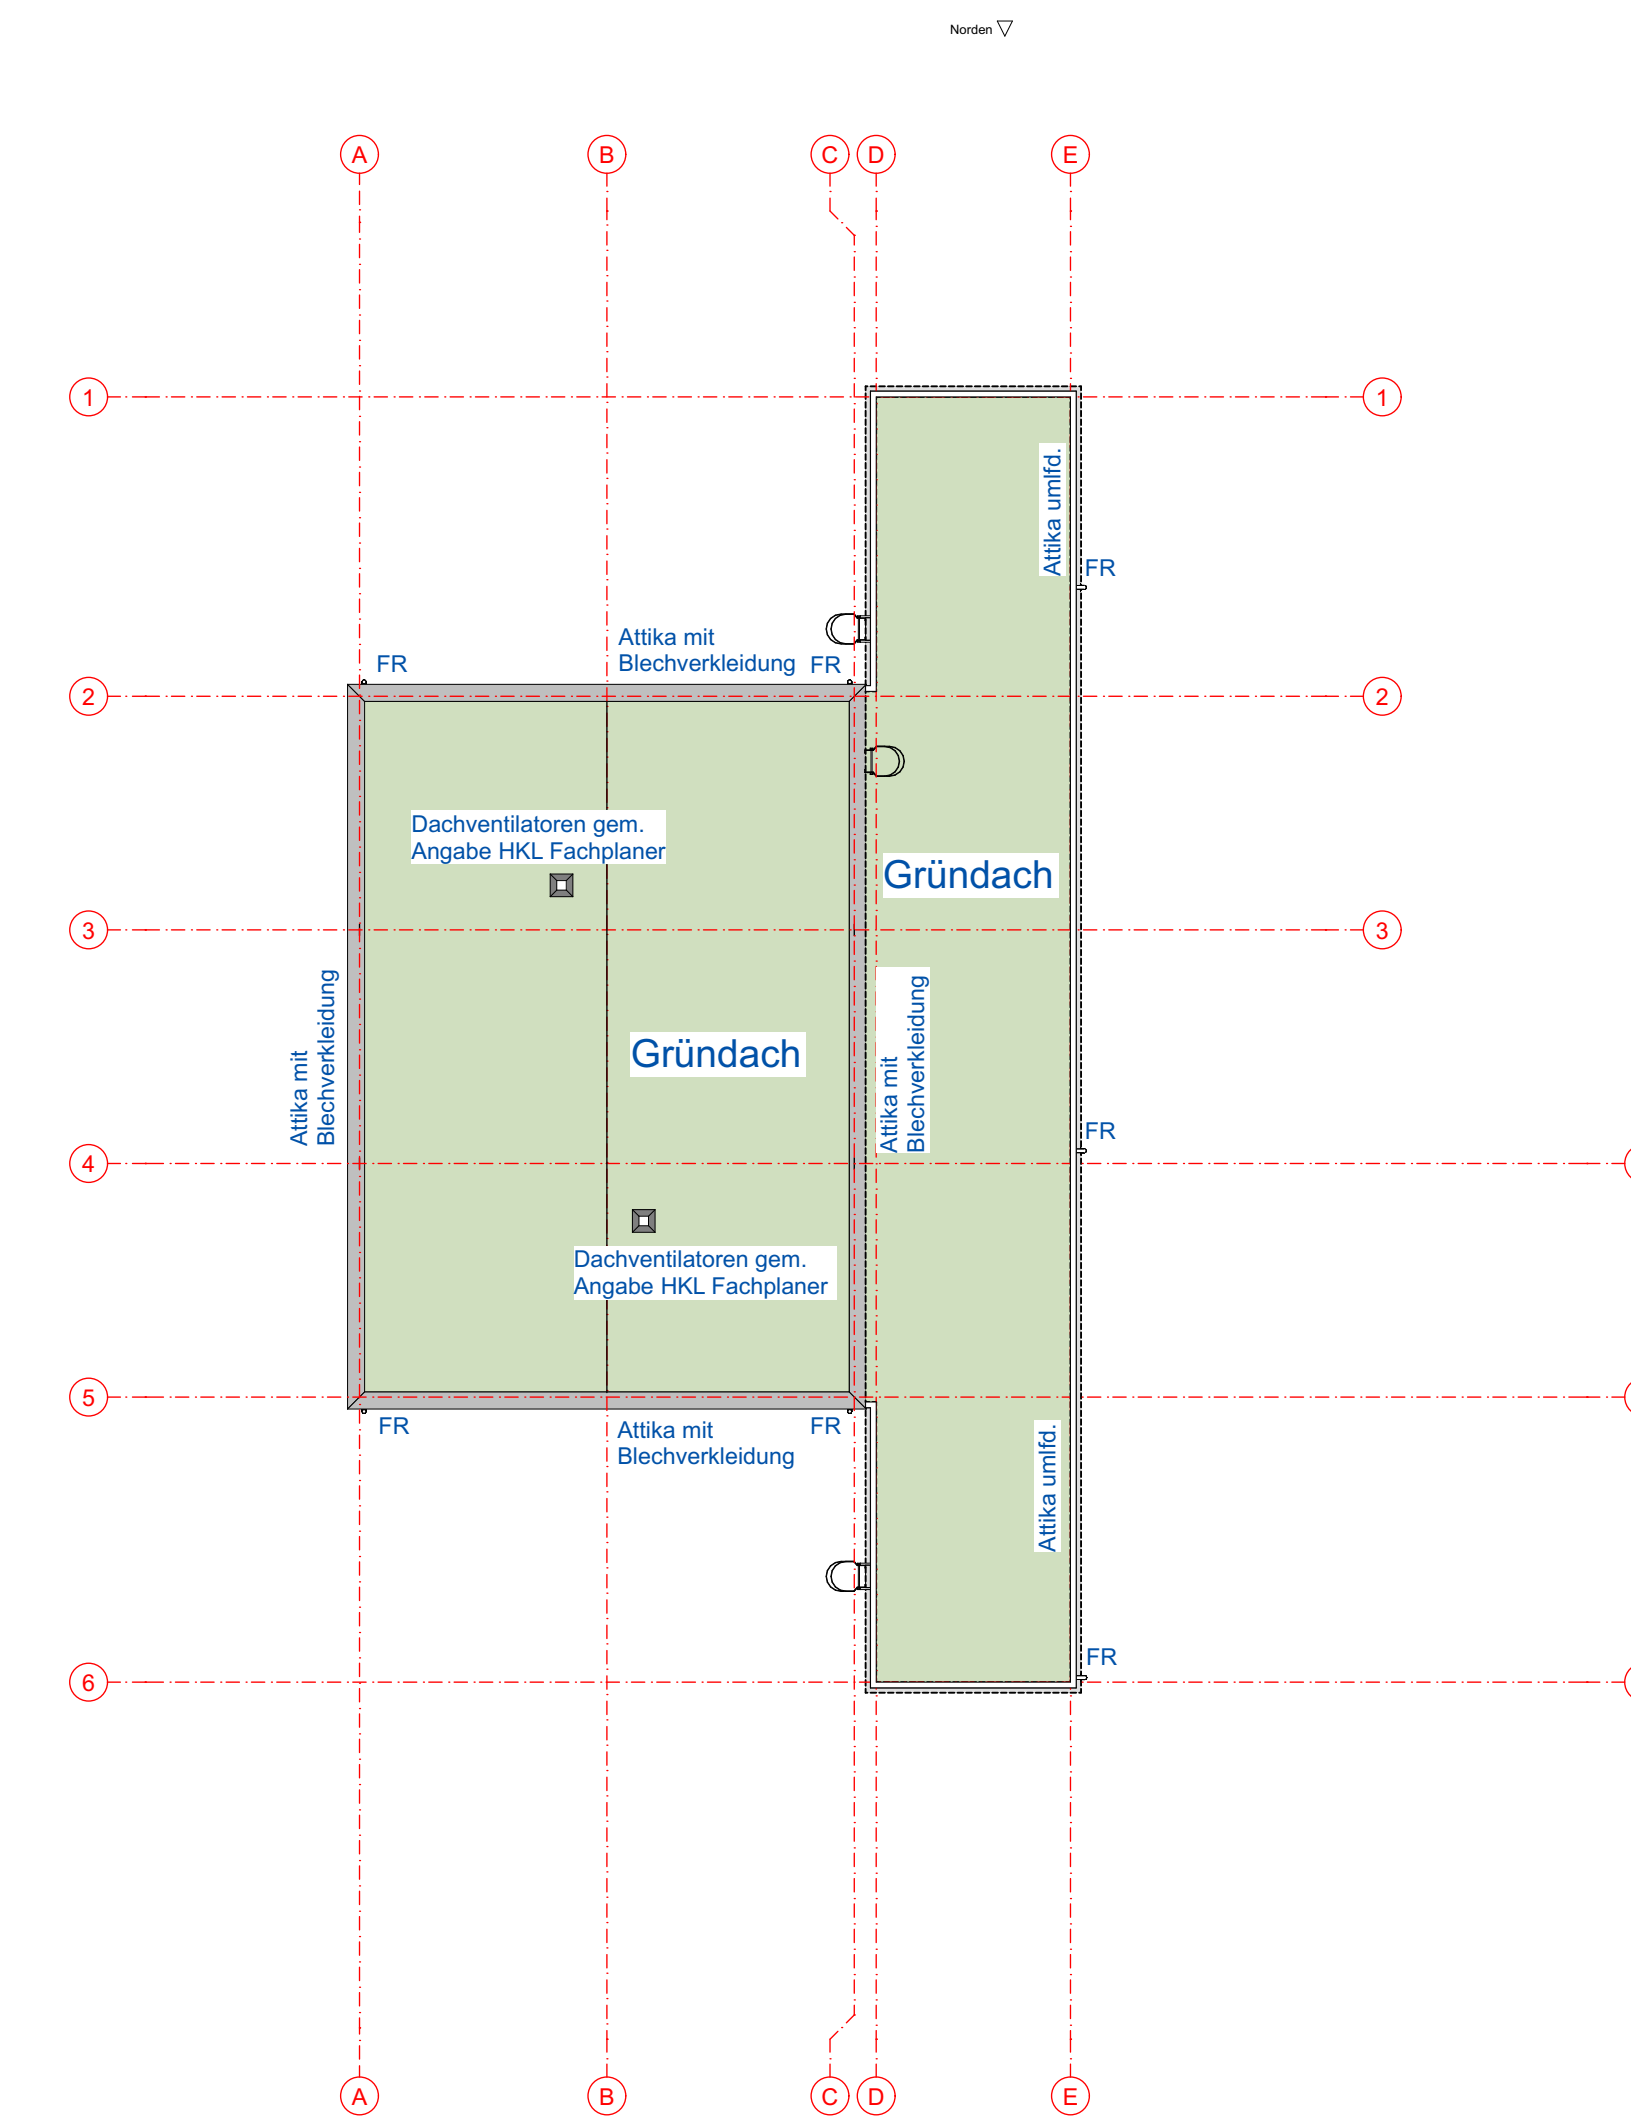 Norden
A
B
C
D
E
1
1
Attika umlfd.
FR
Attika mit
Blechverkleidung
FR
FR
2
2
Dachventilatoren gem.
Angabe HKL Fachplaner
Gründach
3
3
Attika mit
Blechverkleidung
Attika mit
Blechverkleidung
Gründach
FR
4
Dachventilatoren gem.
Angabe HKL Fachplaner
5
FR
Attika mit
Blechverkleidung
FR
Attika umlfd.
FR
6
A
B
C
D
E